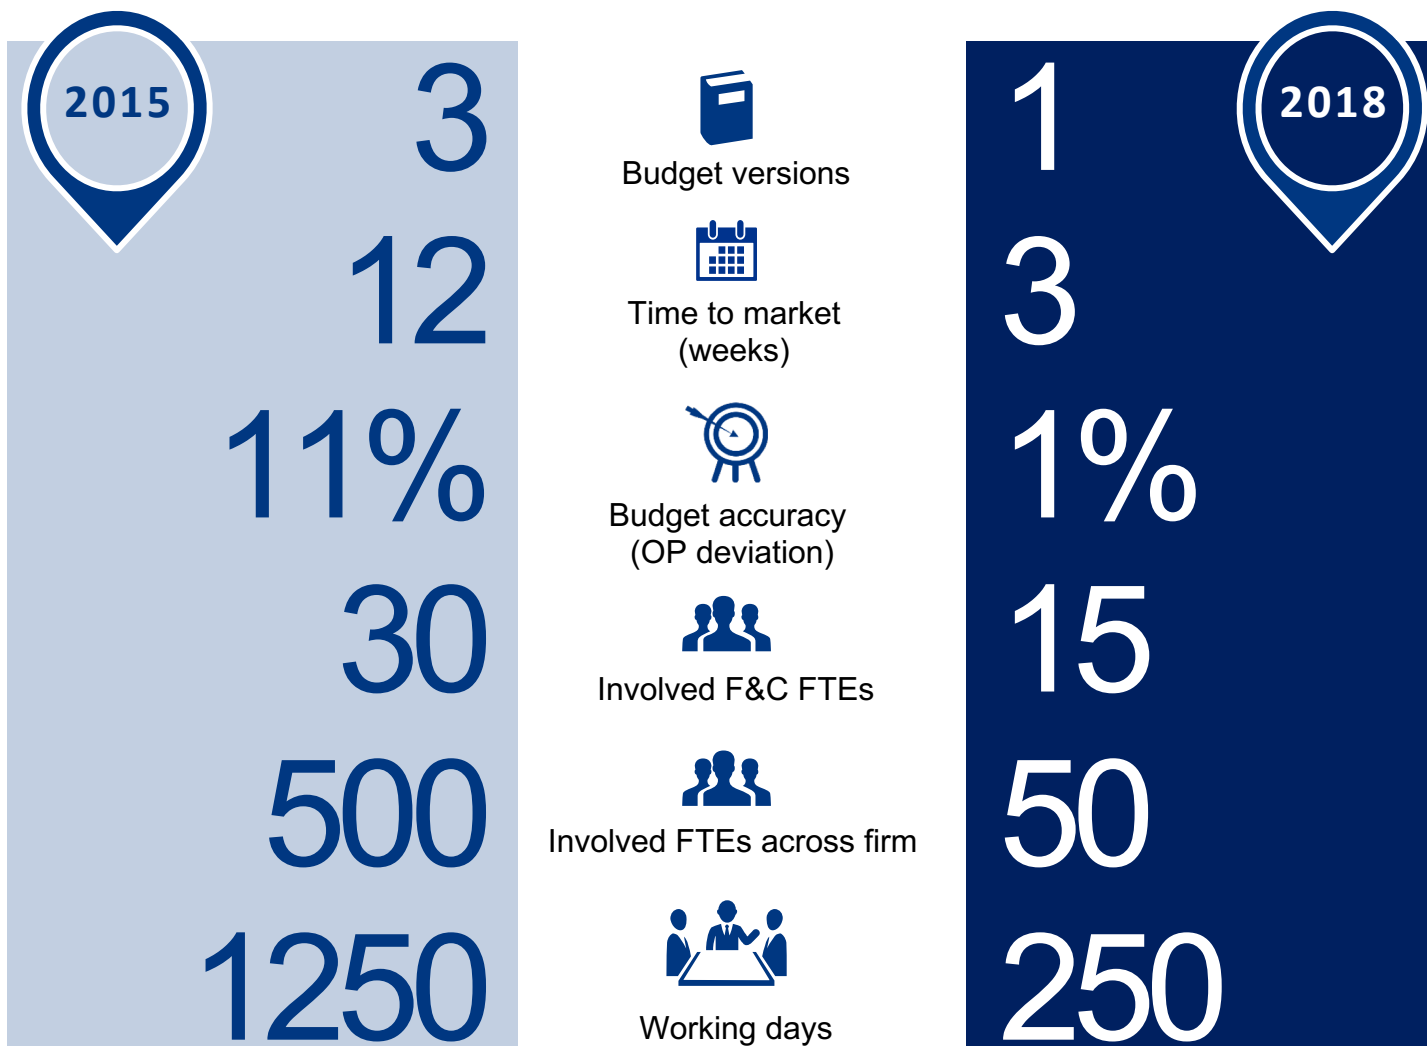 2015
2018
3
Budget versions
1
12
Time to market
(weeks)
3
11%
Budget accuracy
(OP deviation)
1%
30
Involved F&C FTEs
15
500
Involved FTEs across firm
50
1250
Working days
250